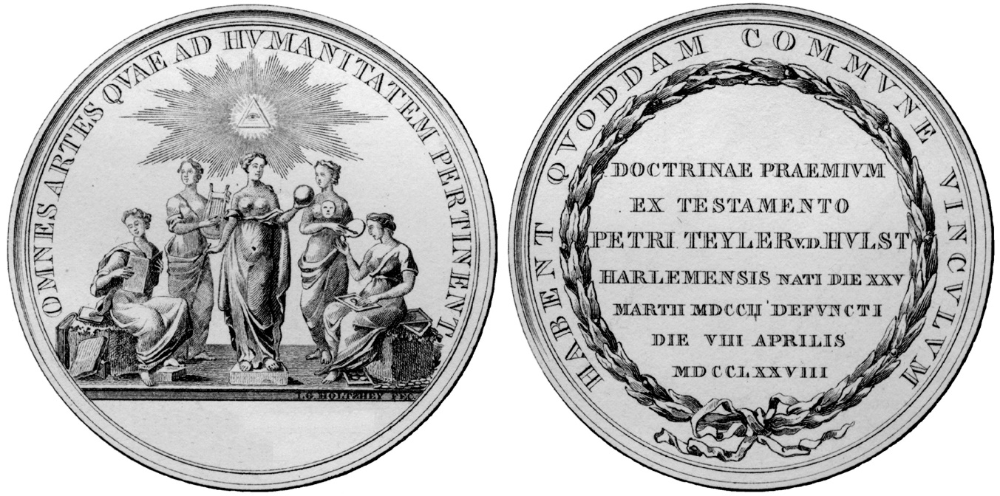 OMNES ARTES QVAE AD HVMANITATEM PERTINENT
I.G. HOLTZHEY FEC.
HABENT QVODDAM COMMVNE VINCVLVM
DOCTRINAE PRAEMIVM
EX TESTAMENTO
PETRI TEYLER V.D. HVLST
HARLEMENSIS NATI DIE XXV
MARTII MDCCII DEFVNCTI
DIE VIII APRILIS
MDCCLXXVIII